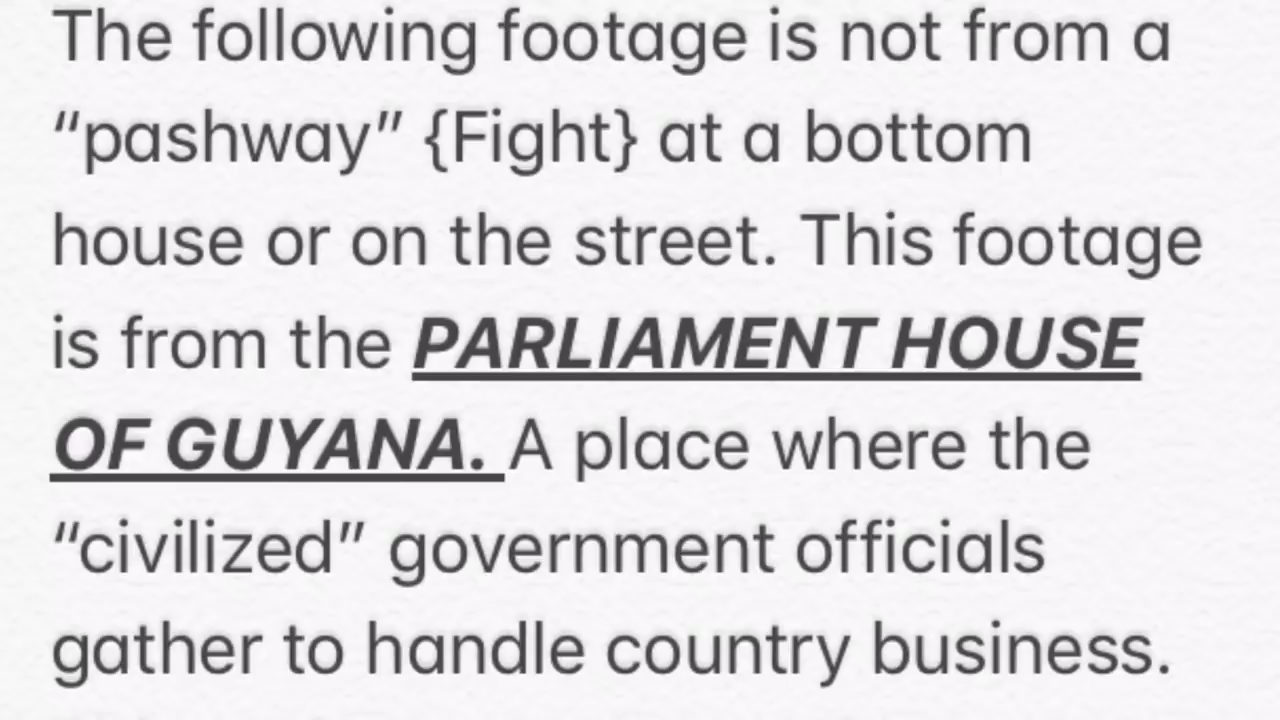 The following footage is not from a
“pashway” {Fight} at a bottom
house or on the street. This footage
is from the PARLIAMENT HOUSE
OF GUYANA. A place where the
“civilized” government officials
gather to handle country business.